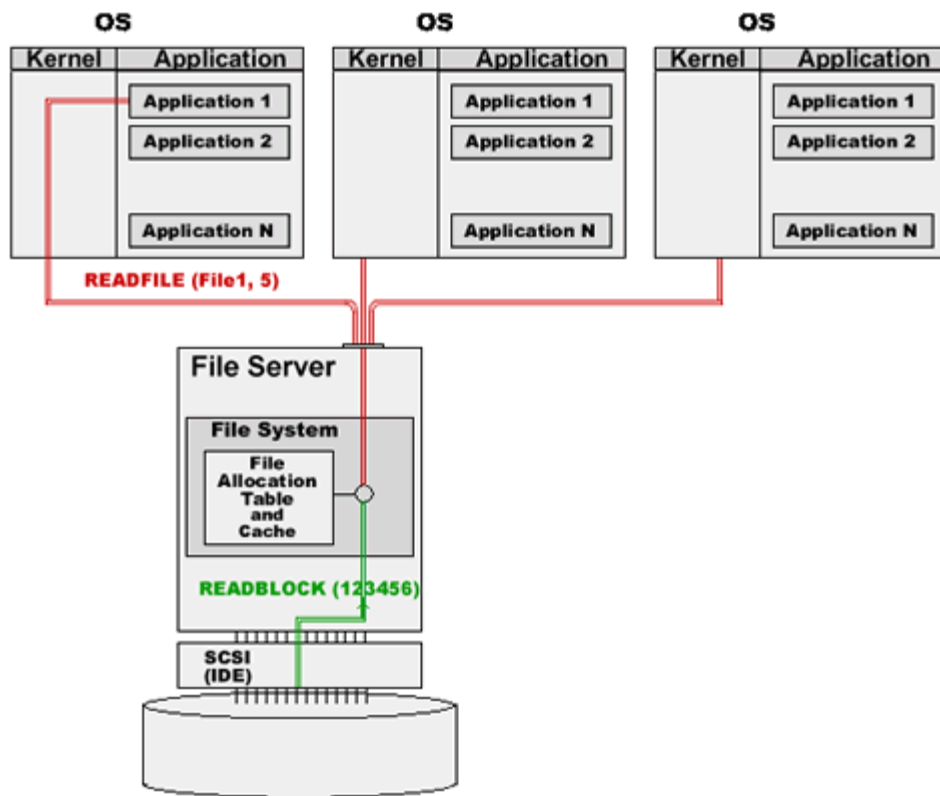 OS OS OS
Kernel Application Kernel Application Kernel Application
Application 1 Application 1 Application 1
Application 2 Application 2 Application 2
Application N Application N Application N
READFILE (File1, 5)
File Server
File System
File
Allocation
Table
and
Cache
READBLOCK (123456)
SCSI
(IDE)